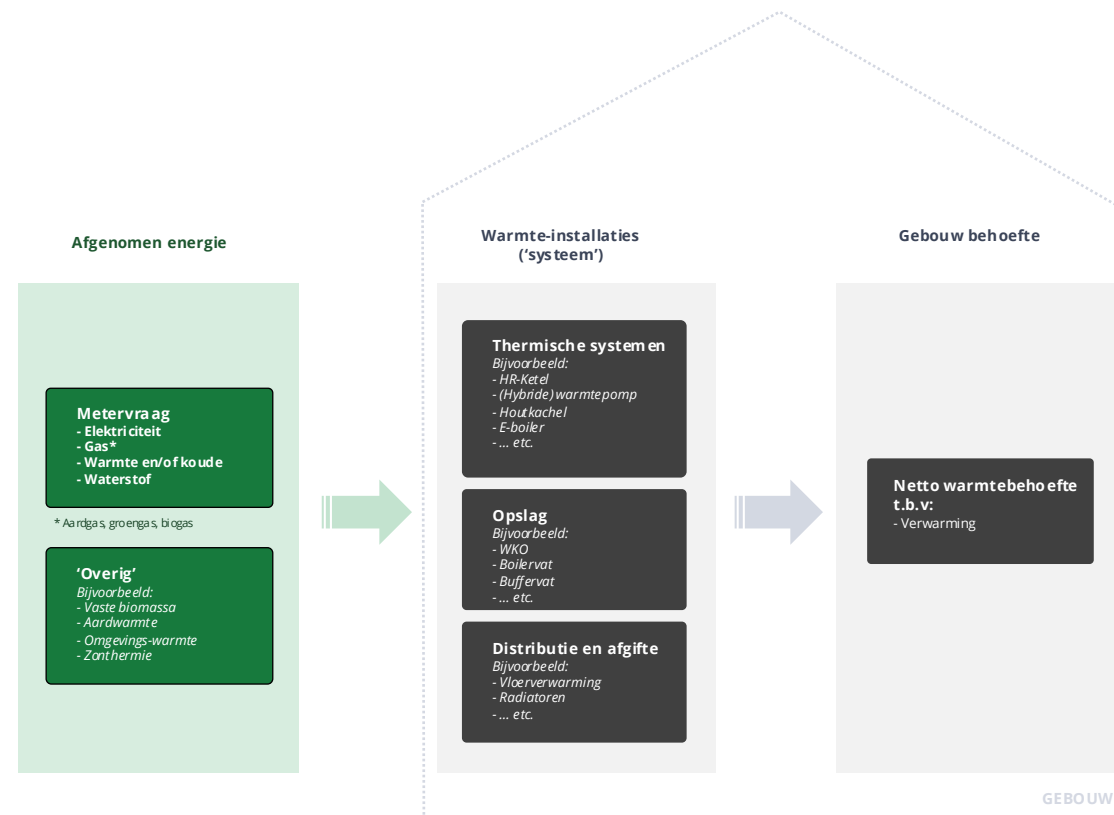 Afgenomen energie
Metervraag
- Elektriciteit
- Gas*
- Warmte en/of koude
- Waterstof
* Aardgas, groengas, biogas
‘Overig’
Bijvoorbeeld:
- Vaste biomassa
- Aardwarmte
- Omgevings-warmte
- Zonthermie
Warmte-installaties
(‘systeem’)
Thermische systemen
Bijvoorbeeld:
- HR-Ketel
- (Hybride) warmtepomp
- Houtkachel
- E-boiler
- ... etc.
Opslag
Bijvoorbeeld:
- WKO
- Boilervat
- Buffervat
- ... etc.
Distributie en afgifte
Bijvoorbeeld:
- Vloerverwarming
- Radiatoren
- ... etc.
Gebouw behoefte
Netto warmtebehoefte
t.b.v:
- Verwarming
GEBOUW